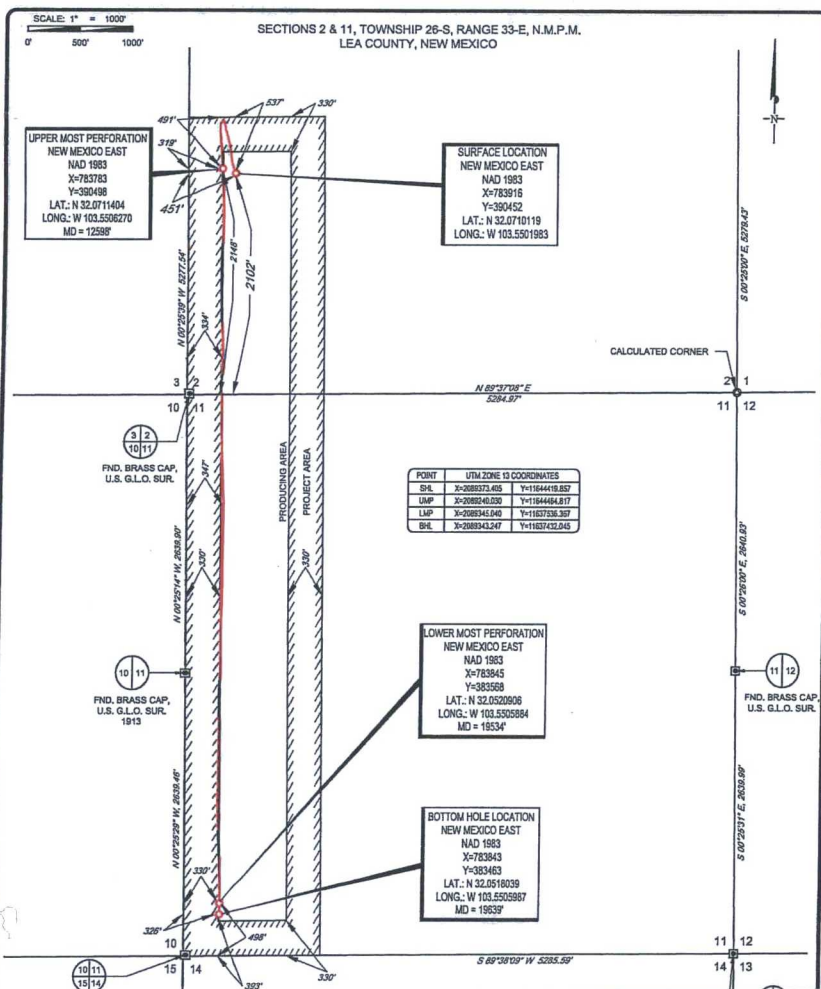 SCALE: 1" = 1000'
0' 500' 1000'
SECTIONS 2 & 11, TOWNSHIP 26-S, RANGE 33-E, N.M.P.M.
LEA COUNTY, NEW MEXICO
-N-
537'
330'
491'
319'
451'
UPPER MOST PERFORATION
NEW MEXICO EAST
NAD 1983
X=783783
Y=390498
LAT.: N 32.0711404
LONG.: W 103.5506270
MD = 12598'
SURFACE LOCATION
NEW MEXICO EAST
NAD 1983
X=783916
Y=390452
LAT.: N 32.0710119
LONG.: W 103.5501983
N 00°25'39" W, 5277.54'
2148'
2102'
334'
S 00°25'00" E, 5279.43'
CALCULATED CORNER
3 2
10 11
N 89°37'08" E
5284.97'
2 1
11 12
3 2
10 11
FND. BRASS CAP,
U.S. G.L.O. SUR.
347'
PRODUCING AREA
PROJECT AREA
POINT UTM ZONE 13 COORDINATES
SHL X=2089373.405 Y=11644419.857
UMP X=2089240.030 Y=11644464.817
LMP X=2089345.040 Y=11637536.367
BHL X=2089343.247 Y=11637432.045
N 00°25'14" W, 2639.90'
330'
330'
S 00°26'00" E, 2640.93'
10 11
FND. BRASS CAP,
U.S. G.L.O. SUR.
1913
LOWER MOST PERFORATION
NEW MEXICO EAST
NAD 1983
X=783845
Y=383568
LAT.: N 32.0520906
LONG.: W 103.5505884
MD = 19534'
11 12
FND. BRASS CAP,
U.S. G.L.O. SUR.
N 00°25'29" W, 2639.46'
S 00°25'31" E, 2639.99'
BOTTOM HOLE LOCATION
NEW MEXICO EAST
NAD 1983
X=783843
Y=383463
LAT.: N 32.0518039
LONG.: W 103.5505987
MD = 19639'
330'
326'
498'
10
15 14
S 89°38'09" W 5285.59'
11 12
14 13
10 11
15 14
393'
330'